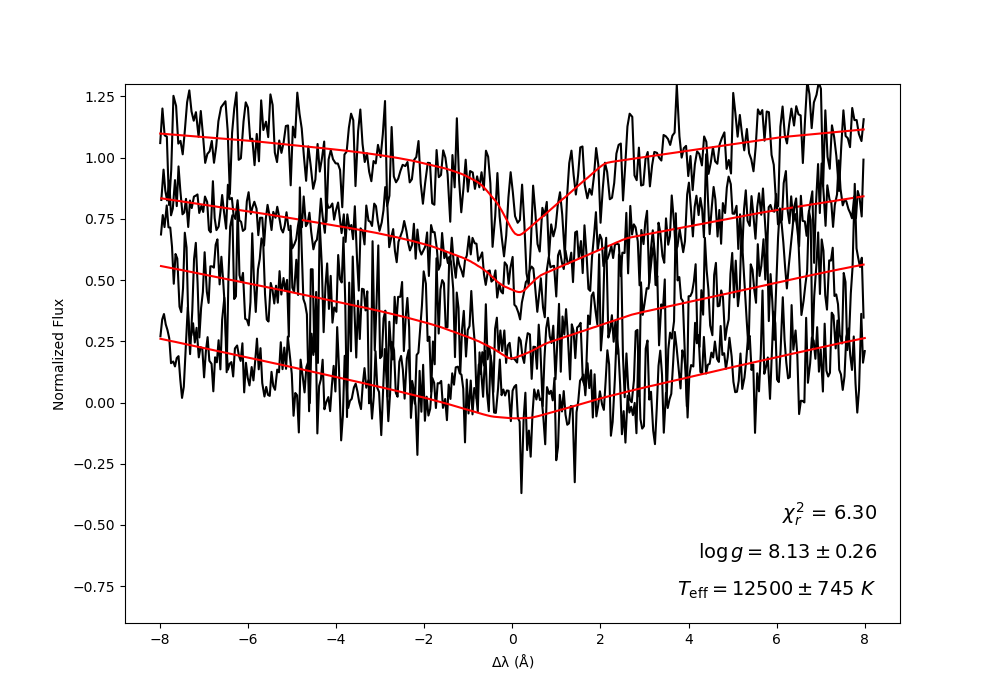 1.25
1.00
0.75
0.50
0.25
0.00
−0.25
−0.50
−0.75
Normalized Flux
χ²ᵣ = 6.30
log g = 8.13 ± 0.26
T_eff = 12500 ± 745 K
−8 −6 −4 −2 0 2 4 6 8
Δλ (Å)